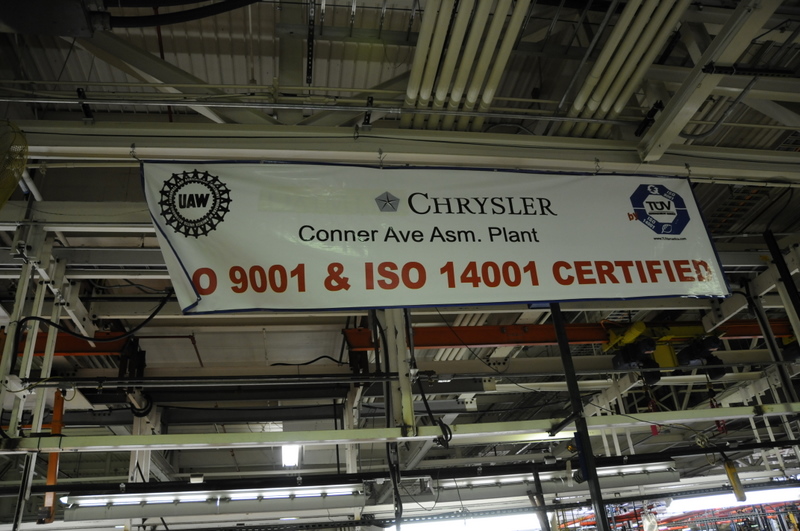 UAW
CHRYSLER
TÜV
Conner Ave Asm. Plant
O 9001 & ISO 14001 CERTIFIED